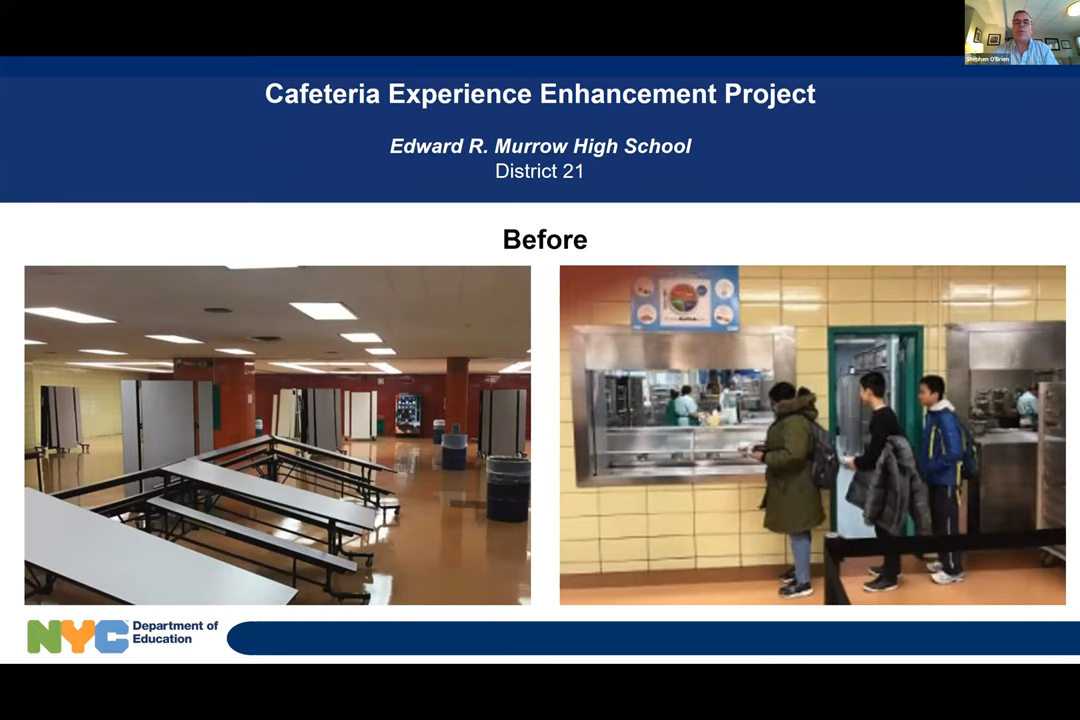 Stephen O'Brien
Cafeteria Experience Enhancement Project
Edward R. Murrow High School
District 21
Before
NYC Department of
Education